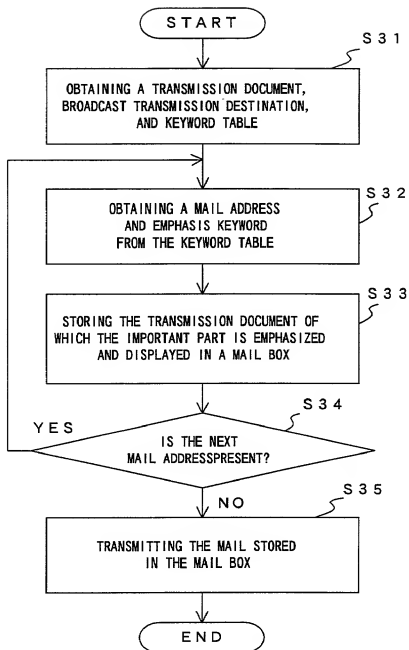 START
S31
OBTAINING A TRANSMISSION DOCUMENT,
BROADCAST TRANSMISSION DESTINATION,
AND KEYWORD TABLE
S32
OBTAINING A MAIL ADDRESS
AND EMPHASIS KEYWORD
FROM THE KEYWORD TABLE
S33
STORING THE TRANSMISSION DOCUMENT OF
WHICH THE IMPORTANT PART IS EMPHASIZED
AND DISPLAYED IN A MAIL BOX
S34
YES
IS THE NEXT
MAIL ADDRESSPRESENT?
NO
S35
TRANSMITTING THE MAIL STORED
IN THE MAIL BOX
END